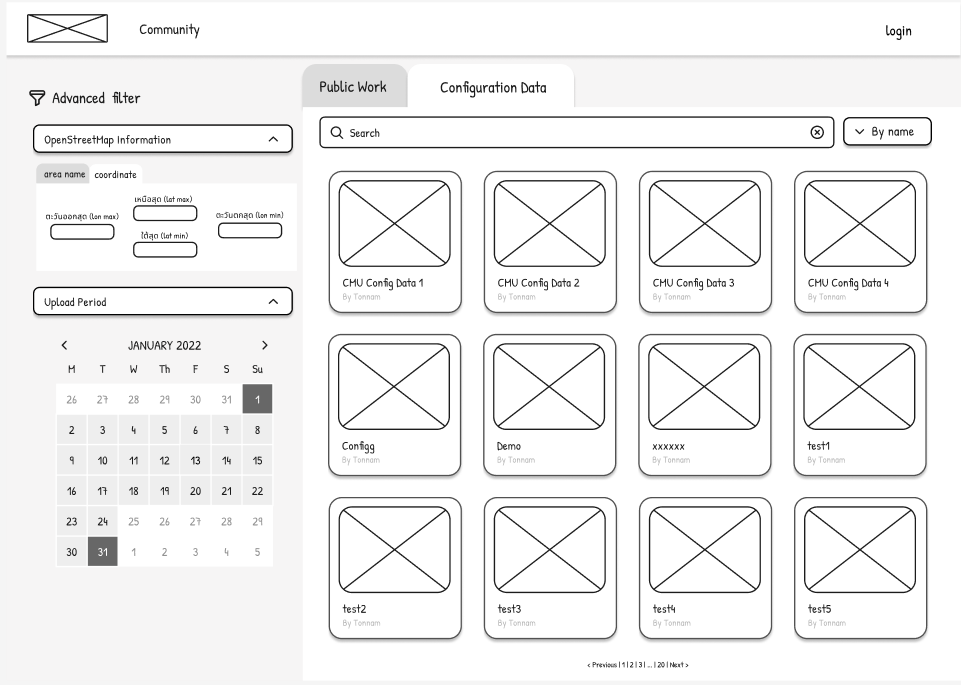 Community
login
Advanced filter
OpenStreetMap Information
area name
coordinate
เหนือสุด (lat max)
ตะวันออกสุด (lon max)
ตะวันตกสุด (lon min)
ใต้สุด (lat min)
Upload Period
JANUARY 2022
M T W Th F S Su
26 27 28 29 30 31 1
2 3 4 5 6 7 8
9 10 11 12 13 14 15
16 17 18 19 20 21 22
23 24 25 26 27 28 29
30 31 1 2 3 4 5
Public Work
Configuration Data
Search
By name
CMU Config Data 1
By Tonnam
CMU Config Data 2
By Tonnam
CMU Config Data 3
By Tonnam
CMU Config Data 4
By Tonnam
Configg
By Tonnam
Demo
By Tonnam
xxxxxx
By Tonnam
test1
By Tonnam
test2
By Tonnam
test3
By Tonnam
test4
By Tonnam
test5
By Tonnam
< Previous | 1 | 2 | 3 | ... | 20 | Next >